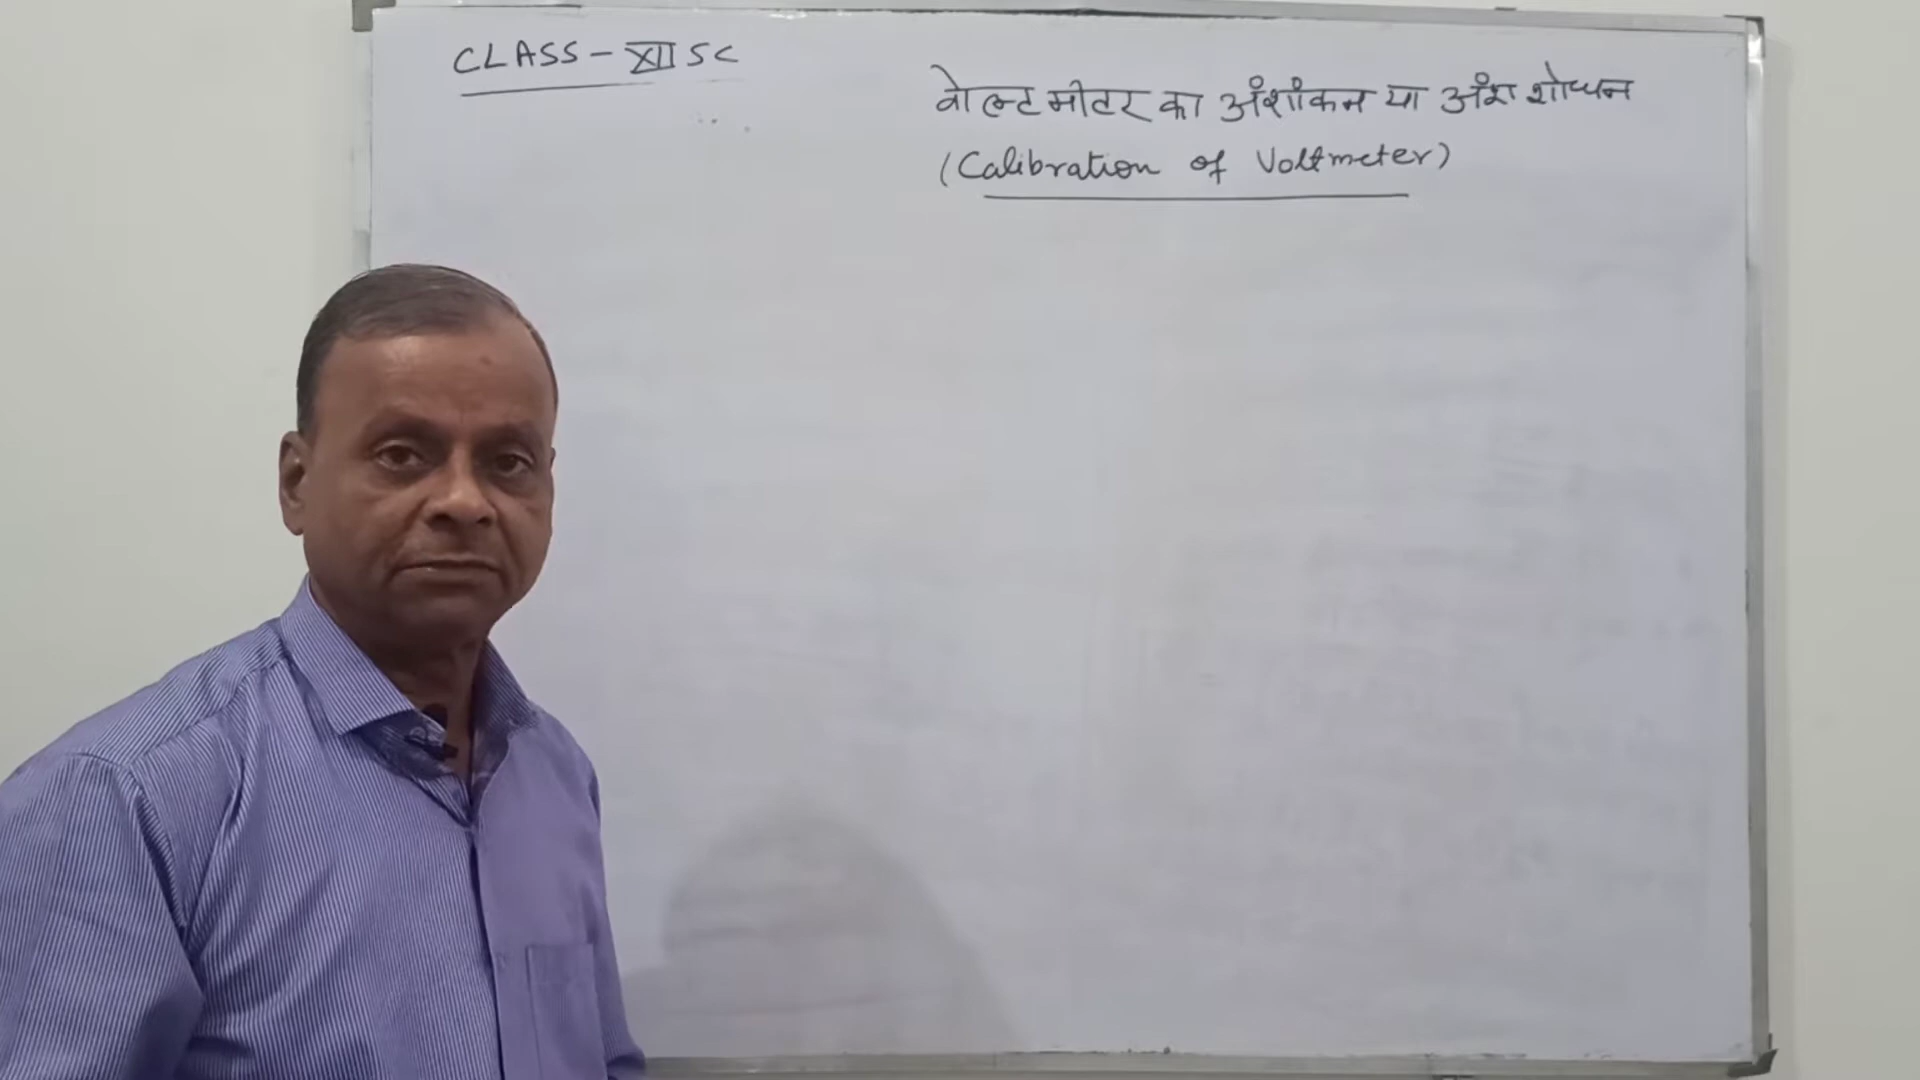 CLASS - XII SC
वोल्टमीटर का अंशांकन या अंश शोधन
(Calibration of Voltmeter)